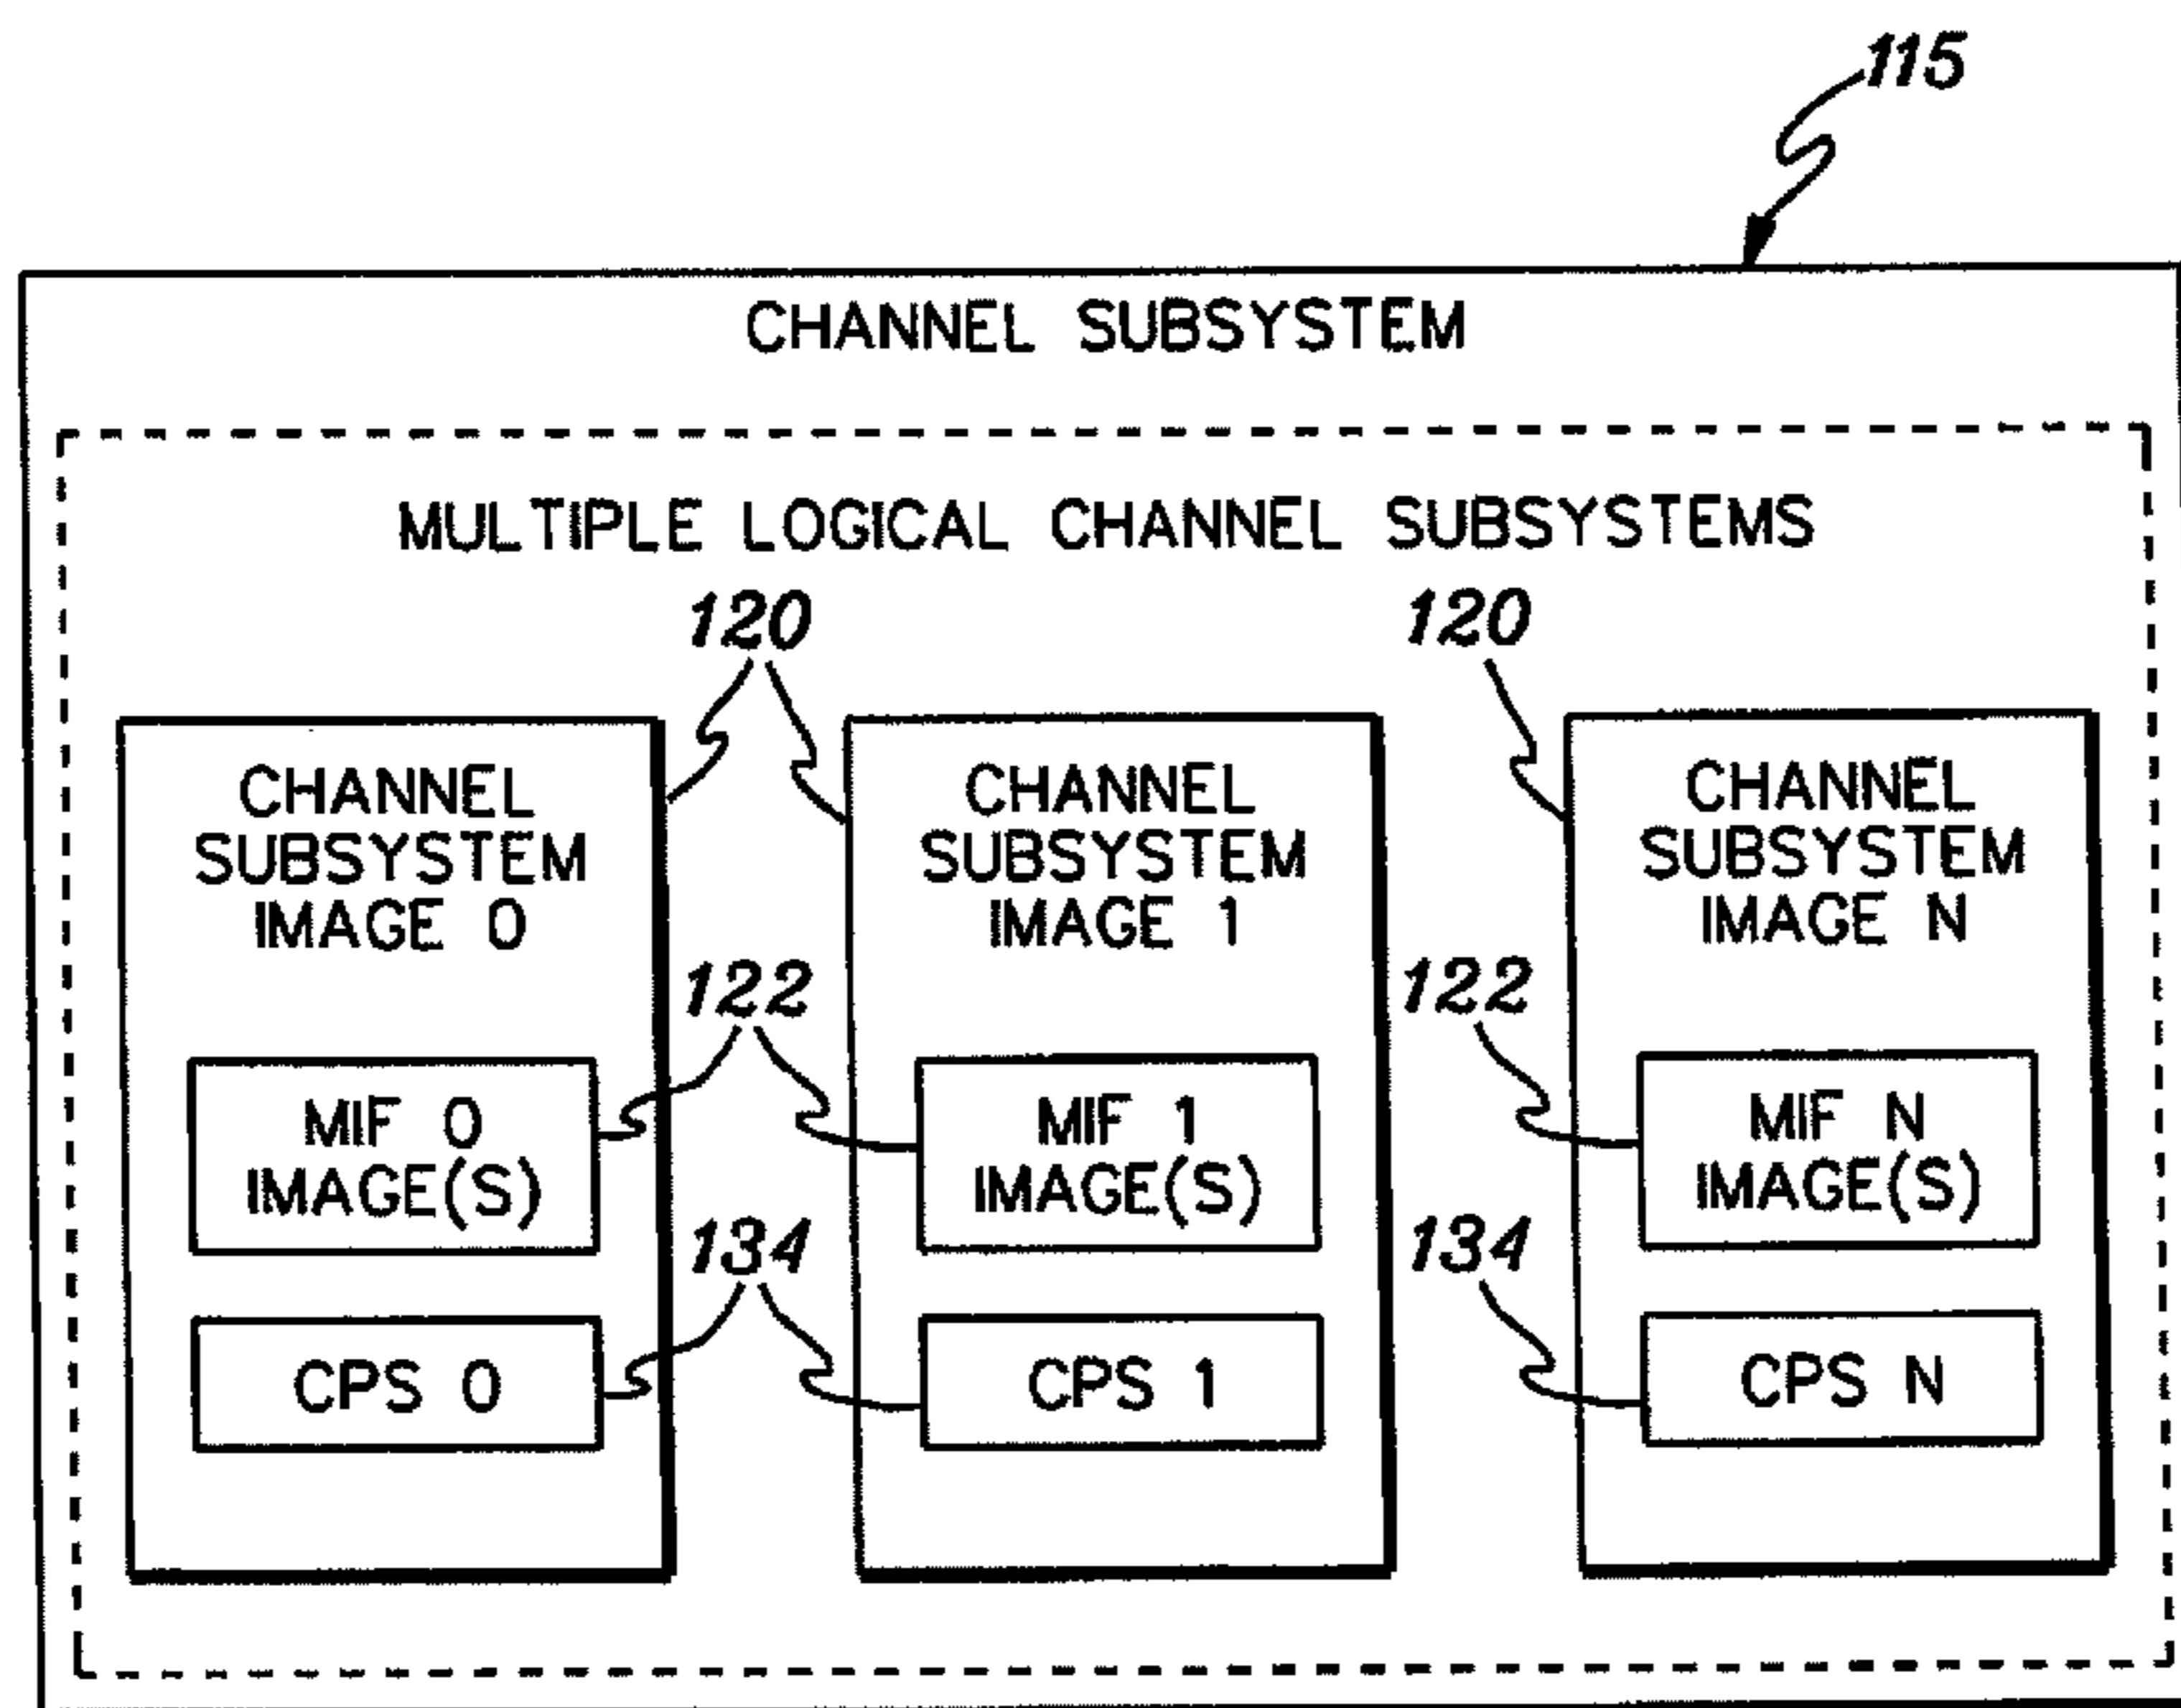 115
CHANNEL SUBSYSTEM
MULTIPLE LOGICAL CHANNEL SUBSYSTEMS
120
120
CHANNEL
SUBSYSTEM
IMAGE 0
CHANNEL
SUBSYSTEM
IMAGE 1
CHANNEL
SUBSYSTEM
IMAGE N
122
122
MIF 0
IMAGE(S)
MIF 1
IMAGE(S)
MIF N
IMAGE(S)
134
134
CPS 0
CPS 1
CPS N